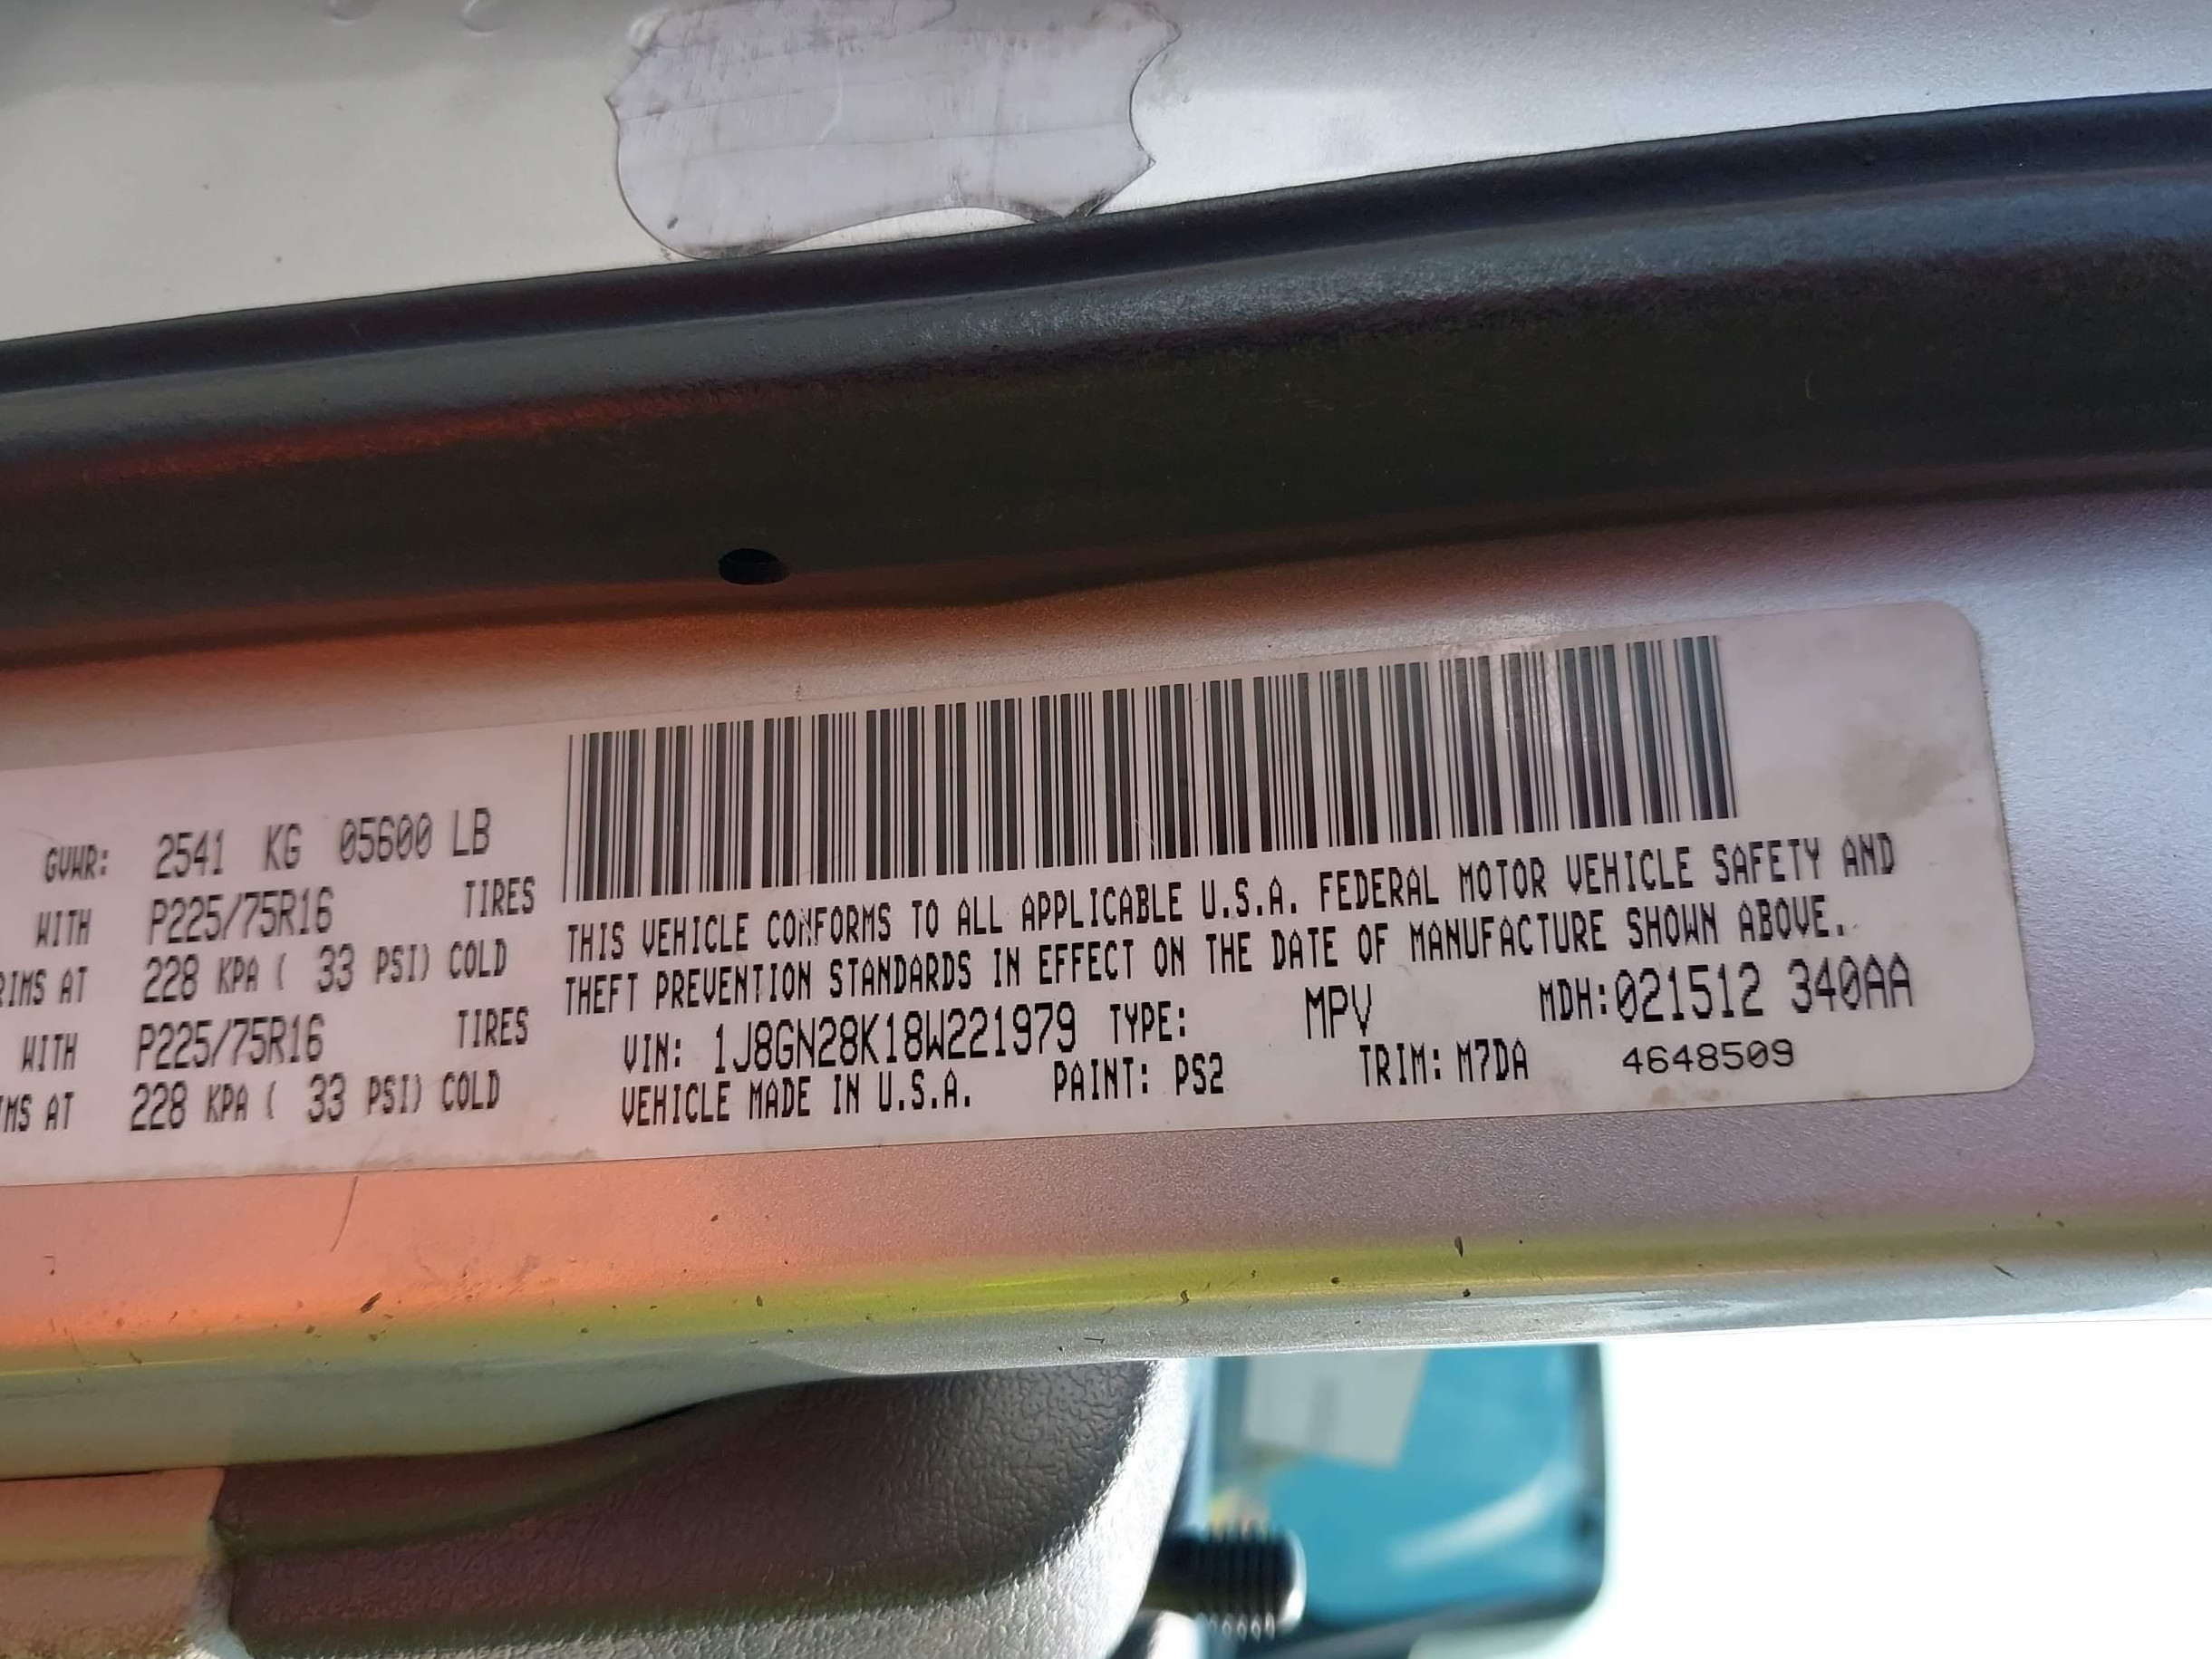 GVWR: 2541 KG 05600 LB
WITH P225/75R16 TIRES
RIMS AT 228 KPA ( 33 PSI) COLD
WITH P225/75R16 TIRES
IMS AT 228 KPA ( 33 PSI) COLD
THIS VEHICLE CONFORMS TO ALL APPLICABLE U.S.A. FEDERAL MOTOR VEHICLE SAFETY AND
THEFT PREVENTION STANDARDS IN EFFECT ON THE DATE OF MANUFACTURE SHOWN ABOVE.
VIN: 1J8GN28K18W221979 TYPE: MPV MDH:021512 340AA
VEHICLE MADE IN U.S.A. PAINT: PS2 TRIM: M7DA 4648509